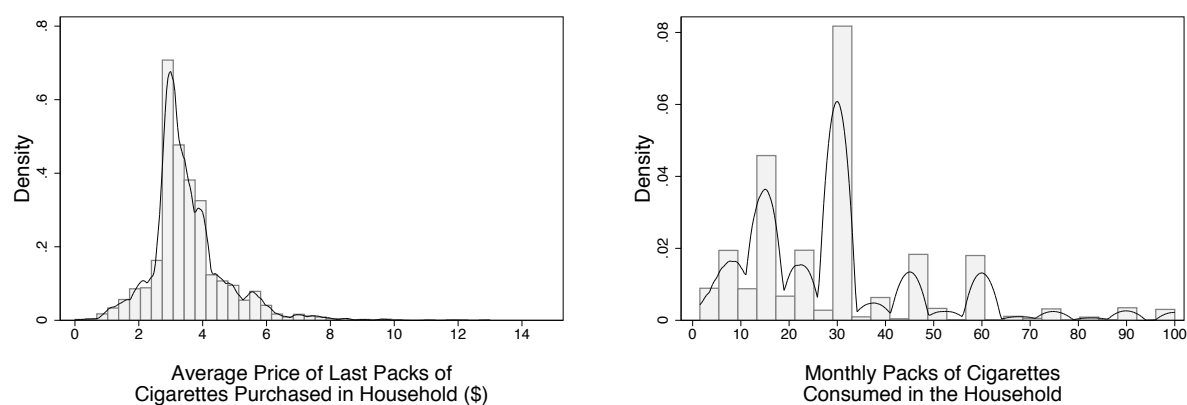 Density
0
.2
.4
.6
.8
0 2 4 6 8 10 12 14
Average Price of Last Packs of
Cigarettes Purchased in Household ($)
Density
0
.02
.04
.06
.08
0 10 20 30 40 50 60 70 80 90 100
Monthly Packs of Cigarettes
Consumed in the Household